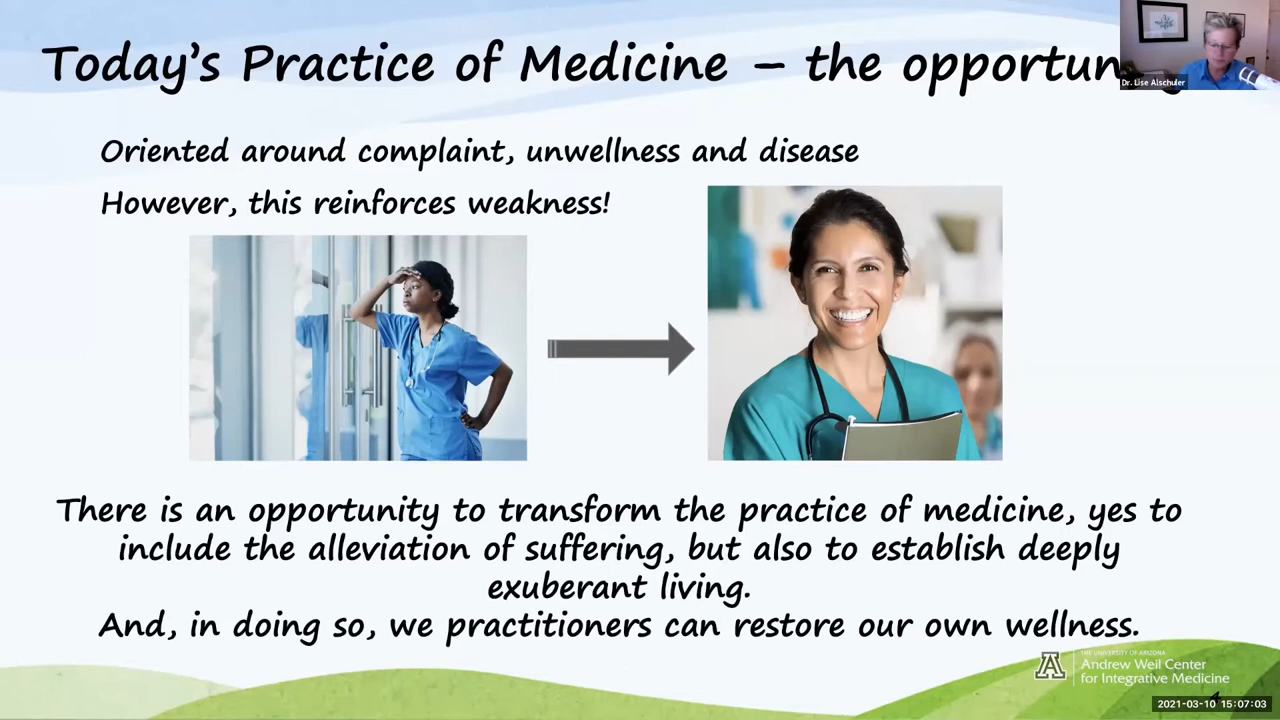 Today's Practice of Medicine – the opportun
Dr. Lise Alschuler
Oriented around complaint, unwellness and disease
However, this reinforces weakness!
There is an opportunity to transform the practice of medicine, yes to
include the alleviation of suffering, but also to establish deeply
exuberant living.
And, in doing so, we practitioners can restore our own wellness.
THE UNIVERSITY OF ARIZONA
A
Andrew Weil Center
for Integrative Medicine
4
2021-03-10 15:07:03